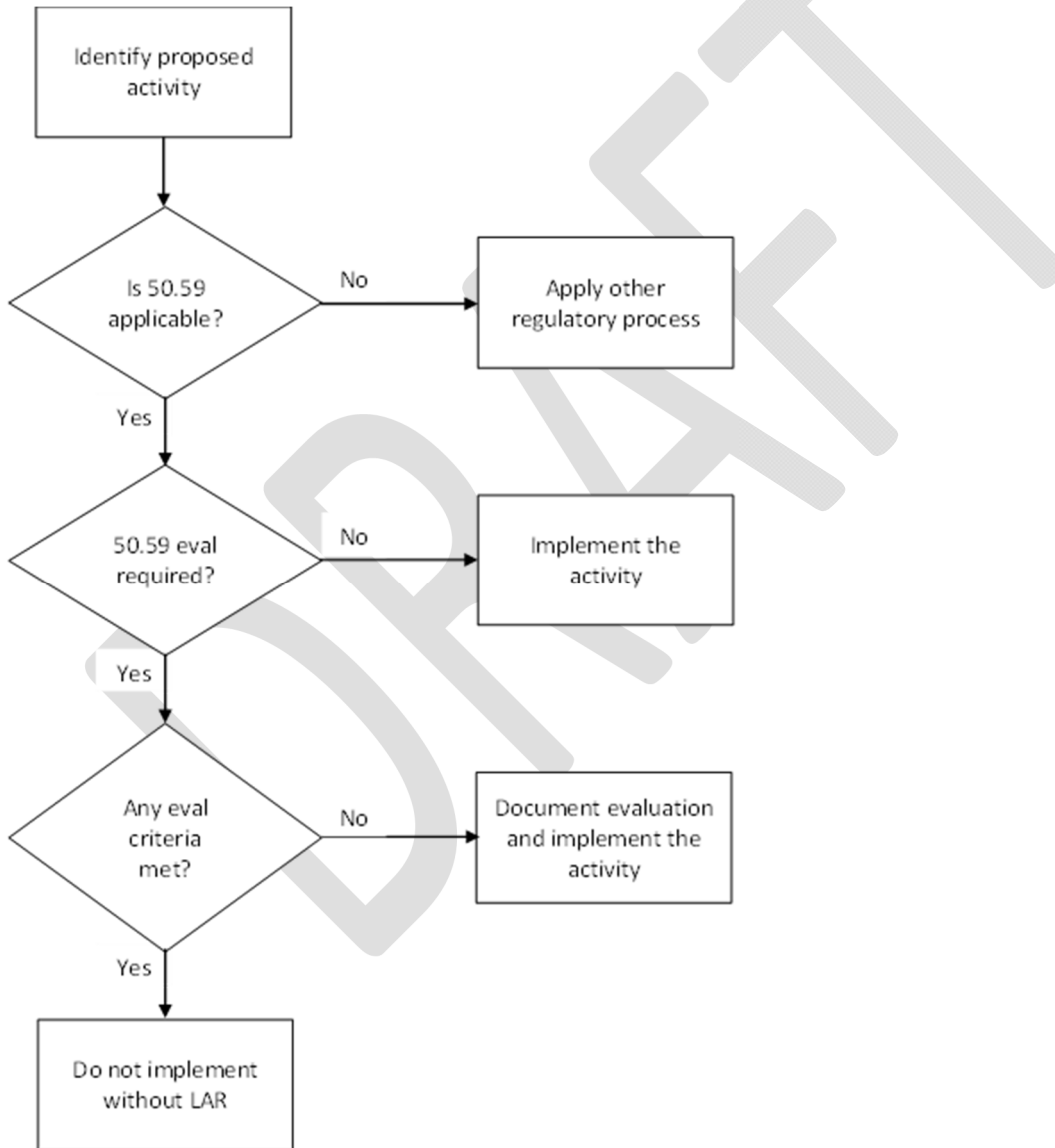 Identify proposed
activity
Is 50.59
applicable?
No
Apply other
regulatory process
Yes
50.59 eval
required?
No
Implement the
activity
Yes
Any eval
criteria
met?
No
Document evaluation
and implement the
activity
Yes
Do not implement
without LAR
DRAFT